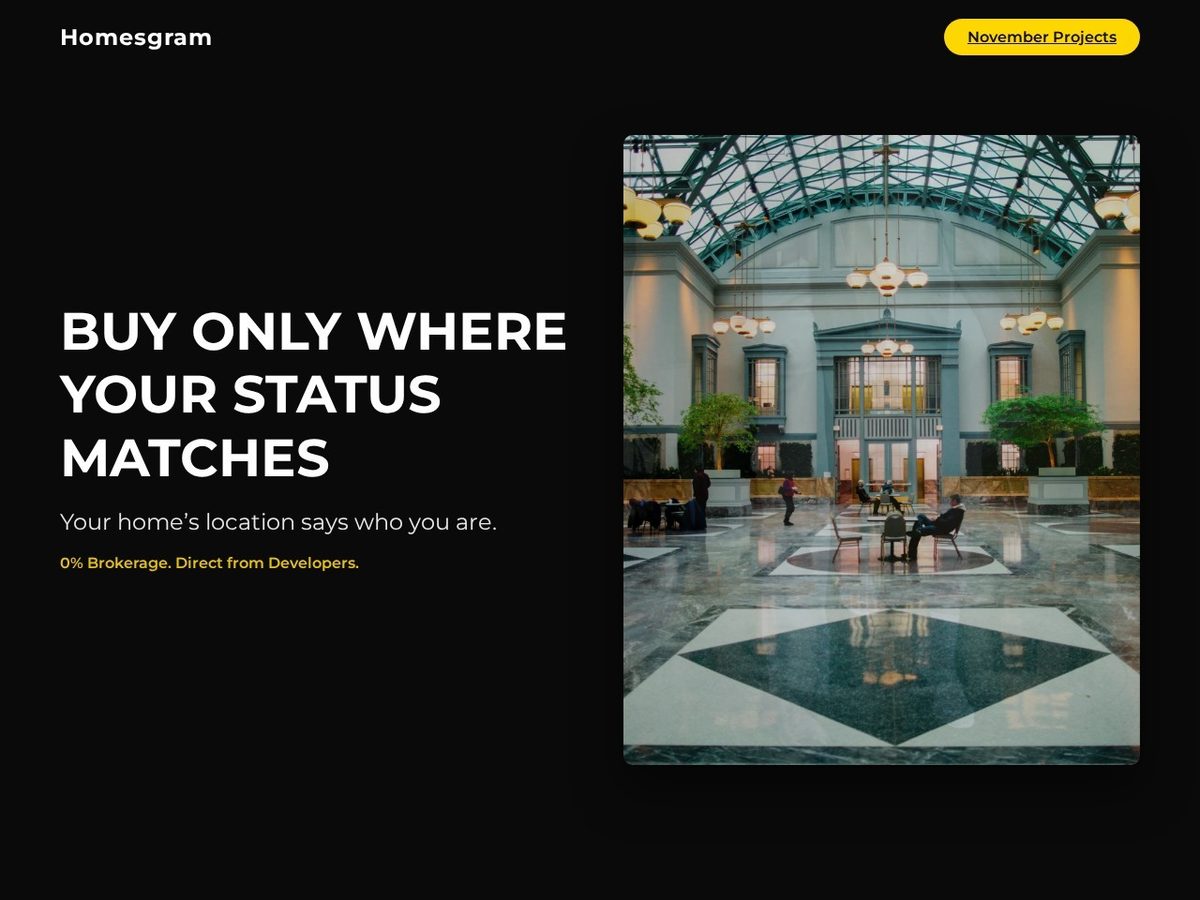 Homesgram
November Projects
BUY ONLY WHERE
YOUR STATUS
MATCHES
Your home’s location says who you are.
0% Brokerage. Direct from Developers.